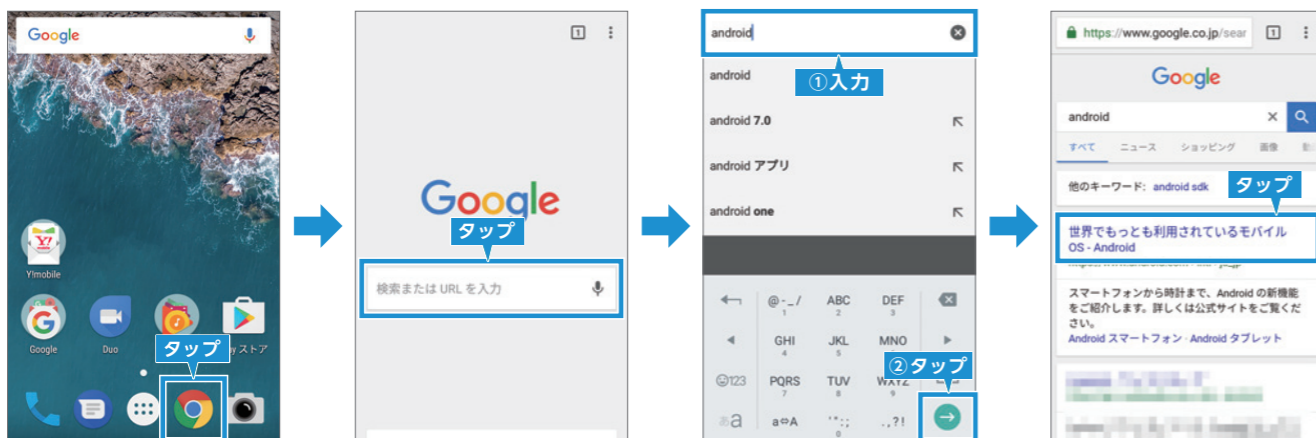 Google
Y!mobile
Google
Duo
ストア
タップ
1
Google
タップ
検索または URL を入力
android
①入力
android
android 7.0
android アプリ
android one
@-_/
1
ABC
2
DEF
3
GHI
4
JKL
5
MNO
②タップ
123
PQRS
7
TUV
8
WXYZ
9
あa
a⇔A
'":;
0
.,?!
https://www.google.co.jp/sear
1
Google
android
すべて ニュース ショッピング 画像
他のキーワード: android sdk
タップ
世界でもっとも利用されているモバイル
OS - Android
スマートフォンから時計まで、Android の新機能
をご紹介します。詳しくは公式サイトをご覧くだ
さい。
Android スマートフォン · Android タブレット